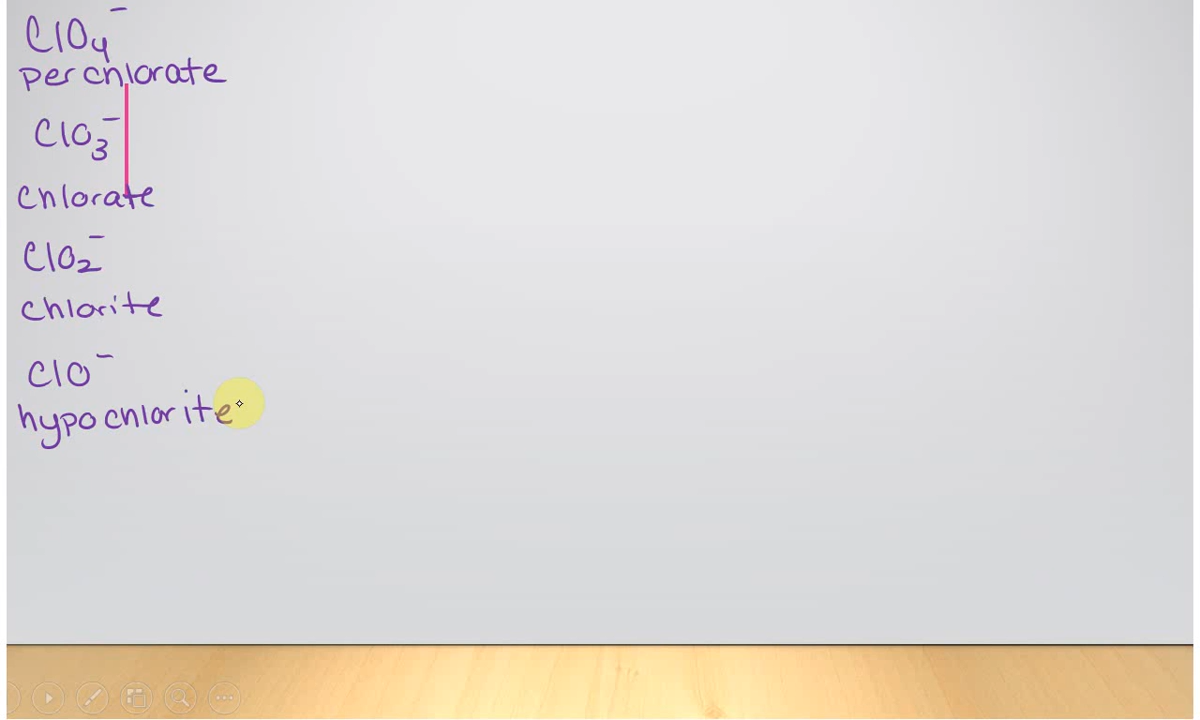 ClO₄⁻
perchlorate
ClO₃⁻
chlorate
ClO₂⁻
chlorite
ClO⁻
hypochlorite